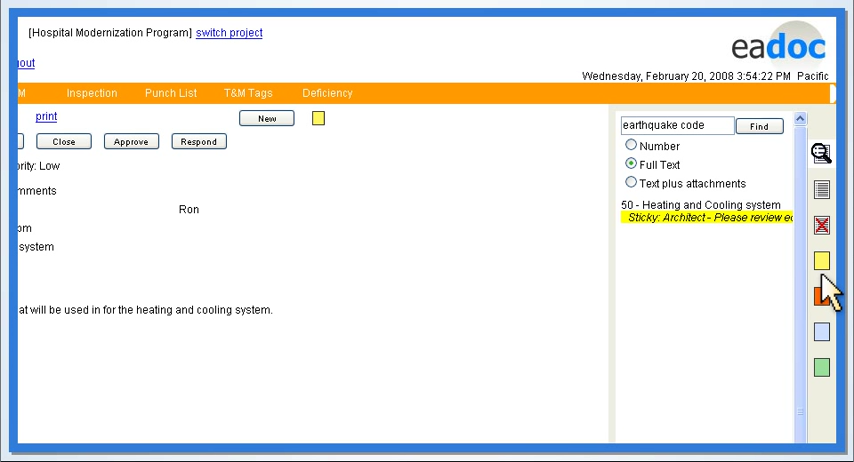 [Hospital Modernization Program] switch project
eadoc
out
Wednesday, February 20, 2008 3:54:22 PM Pacific
M Inspection Punch List T&M Tags Deficiency
print New
Close Approve Respond
earthquake code Find
Number
Full Text
Text plus attachments
50 - Heating and Cooling system
Sticky: Architect - Please review ec
ority: Low
mments
Ron
om
system
at will be used in for the heating and cooling system.